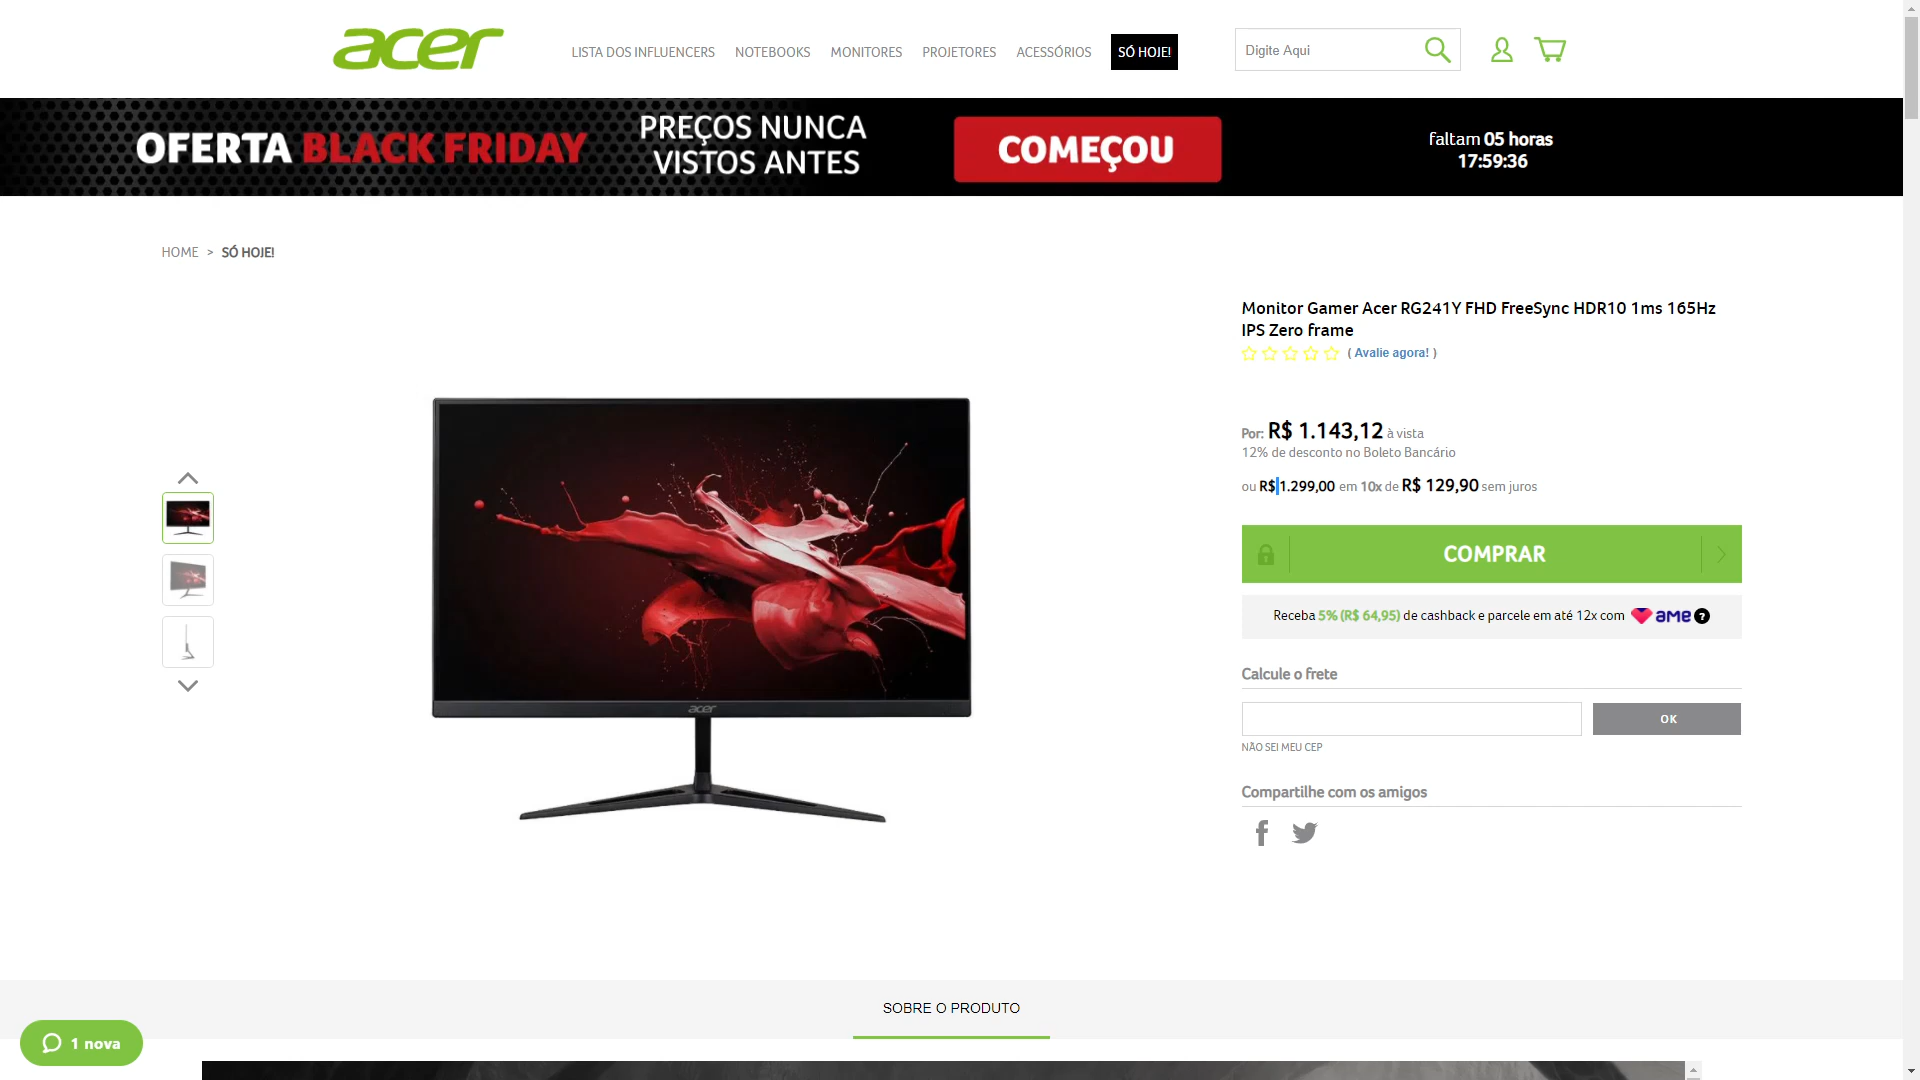 acer
LISTA DOS INFLUENCERS
NOTEBOOKS
MONITORES
PROJETORES
ACESSÓRIOS
SÓ HOJE!
Digite Aqui
OFERTA BLACK FRIDAY
PREÇOS NUNCA
VISTOS ANTES
COMEÇOU
faltam 05 horas
17:59:36
HOME > SÓ HOJE!
Monitor Gamer Acer RG241Y FHD FreeSync HDR10 1ms 165Hz
IPS Zero frame
( Avalie agora! )
Por: R$ 1.143,12 à vista
12% de desconto no Boleto Bancário
ou R$ 1.299,00 em 10x de R$ 129,90 sem juros
COMPRAR
Receba 5% (R$ 64,95) de cashback e parcele em até 12x com ame ?
Calcule o frete
OK
NÃO SEI MEU CEP
Compartilhe com os amigos
acer
SOBRE O PRODUTO
1 nova